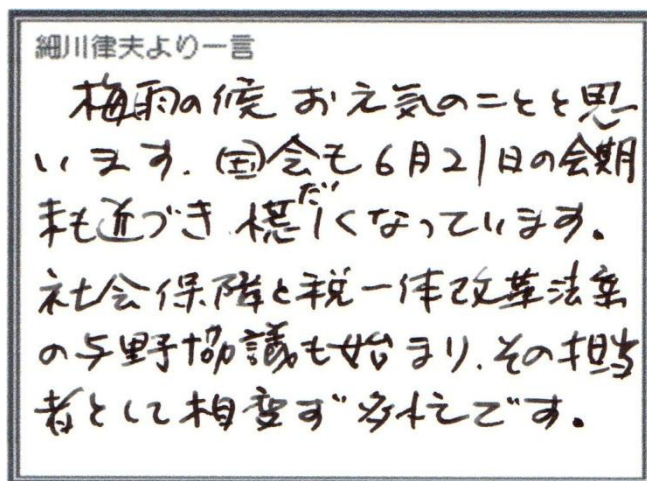 細川律夫より一言
梅雨の候 お元気のことと思
います。国会も6月21日の会期
末も近づき 慌だしくなっています。
社会保障と税一体改革法案
の与野協議も始まり、その担当
者として相変ず多忙です。